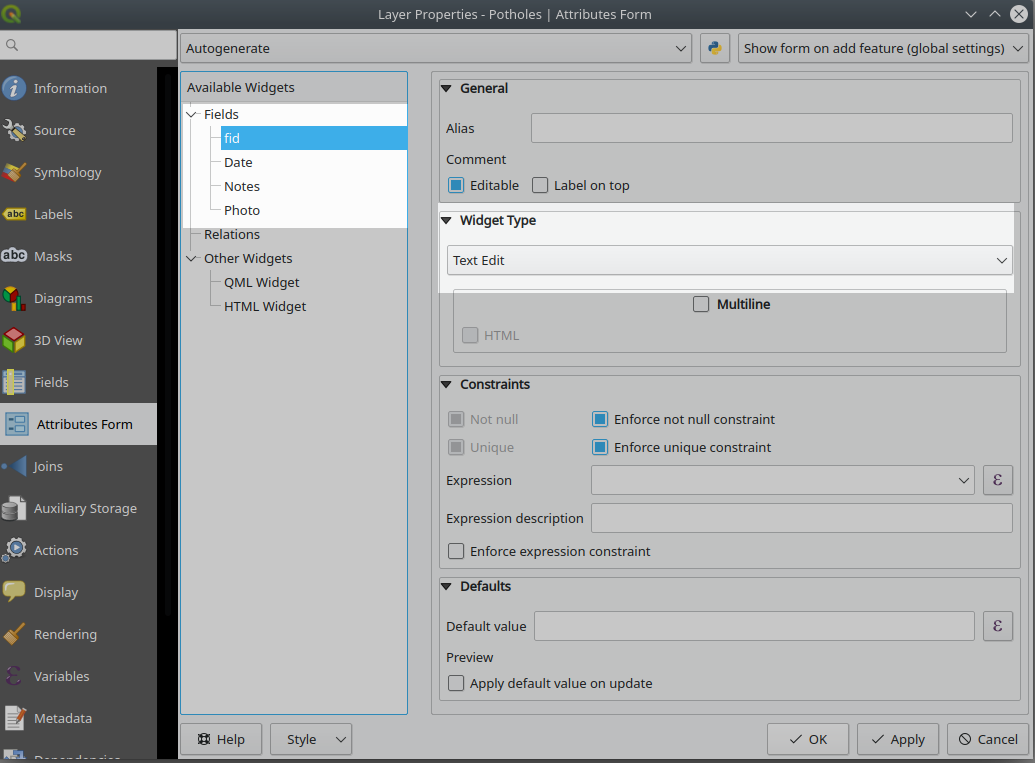 Layer Properties - Potholes | Attributes Form
Autogenerate
Show form on add feature (global settings)
Information
Source
Symbology
abc Labels
abc Masks
Diagrams
3D View
Fields
Attributes Form
Joins
Auxiliary Storage
Actions
Display
Rendering
Variables
Metadata
Dependencies
Available Widgets
Fields
fid
Date
Notes
Photo
Relations
Other Widgets
QML Widget
HTML Widget
General
Alias
Comment
Editable Label on top
Widget Type
Text Edit
Multiline
HTML
Constraints
Not null Enforce not null constraint
Unique Enforce unique constraint
Expression ε
Expression description
Enforce expression constraint
Defaults
Default value ε
Preview
Apply default value on update
Help Style OK Apply Cancel